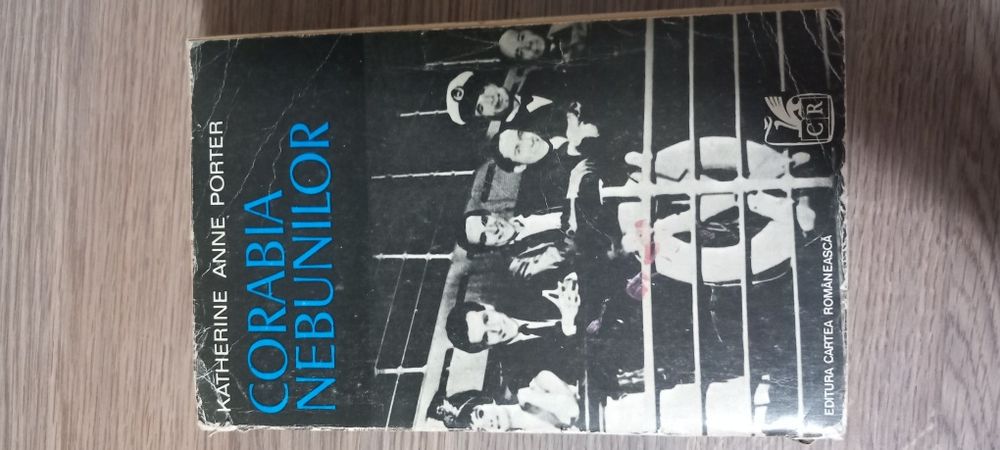 KATHERINE ANNE PORTER
CORABIA
NEBUNILOR
CR
EDITURA CARTEA ROMÂNEASCĂ